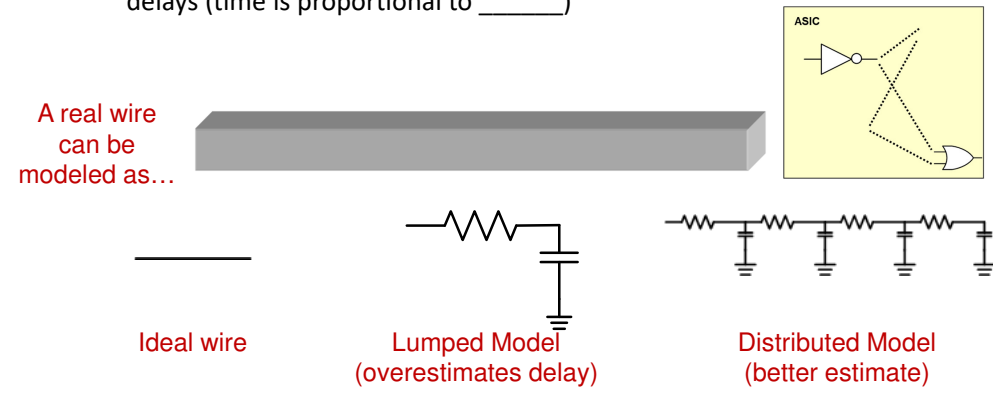 delays (time is proportional to ______)
ASIC
A real wire
can be
modeled as…
Ideal wire
Lumped Model
(overestimates delay)
Distributed Model
(better estimate)